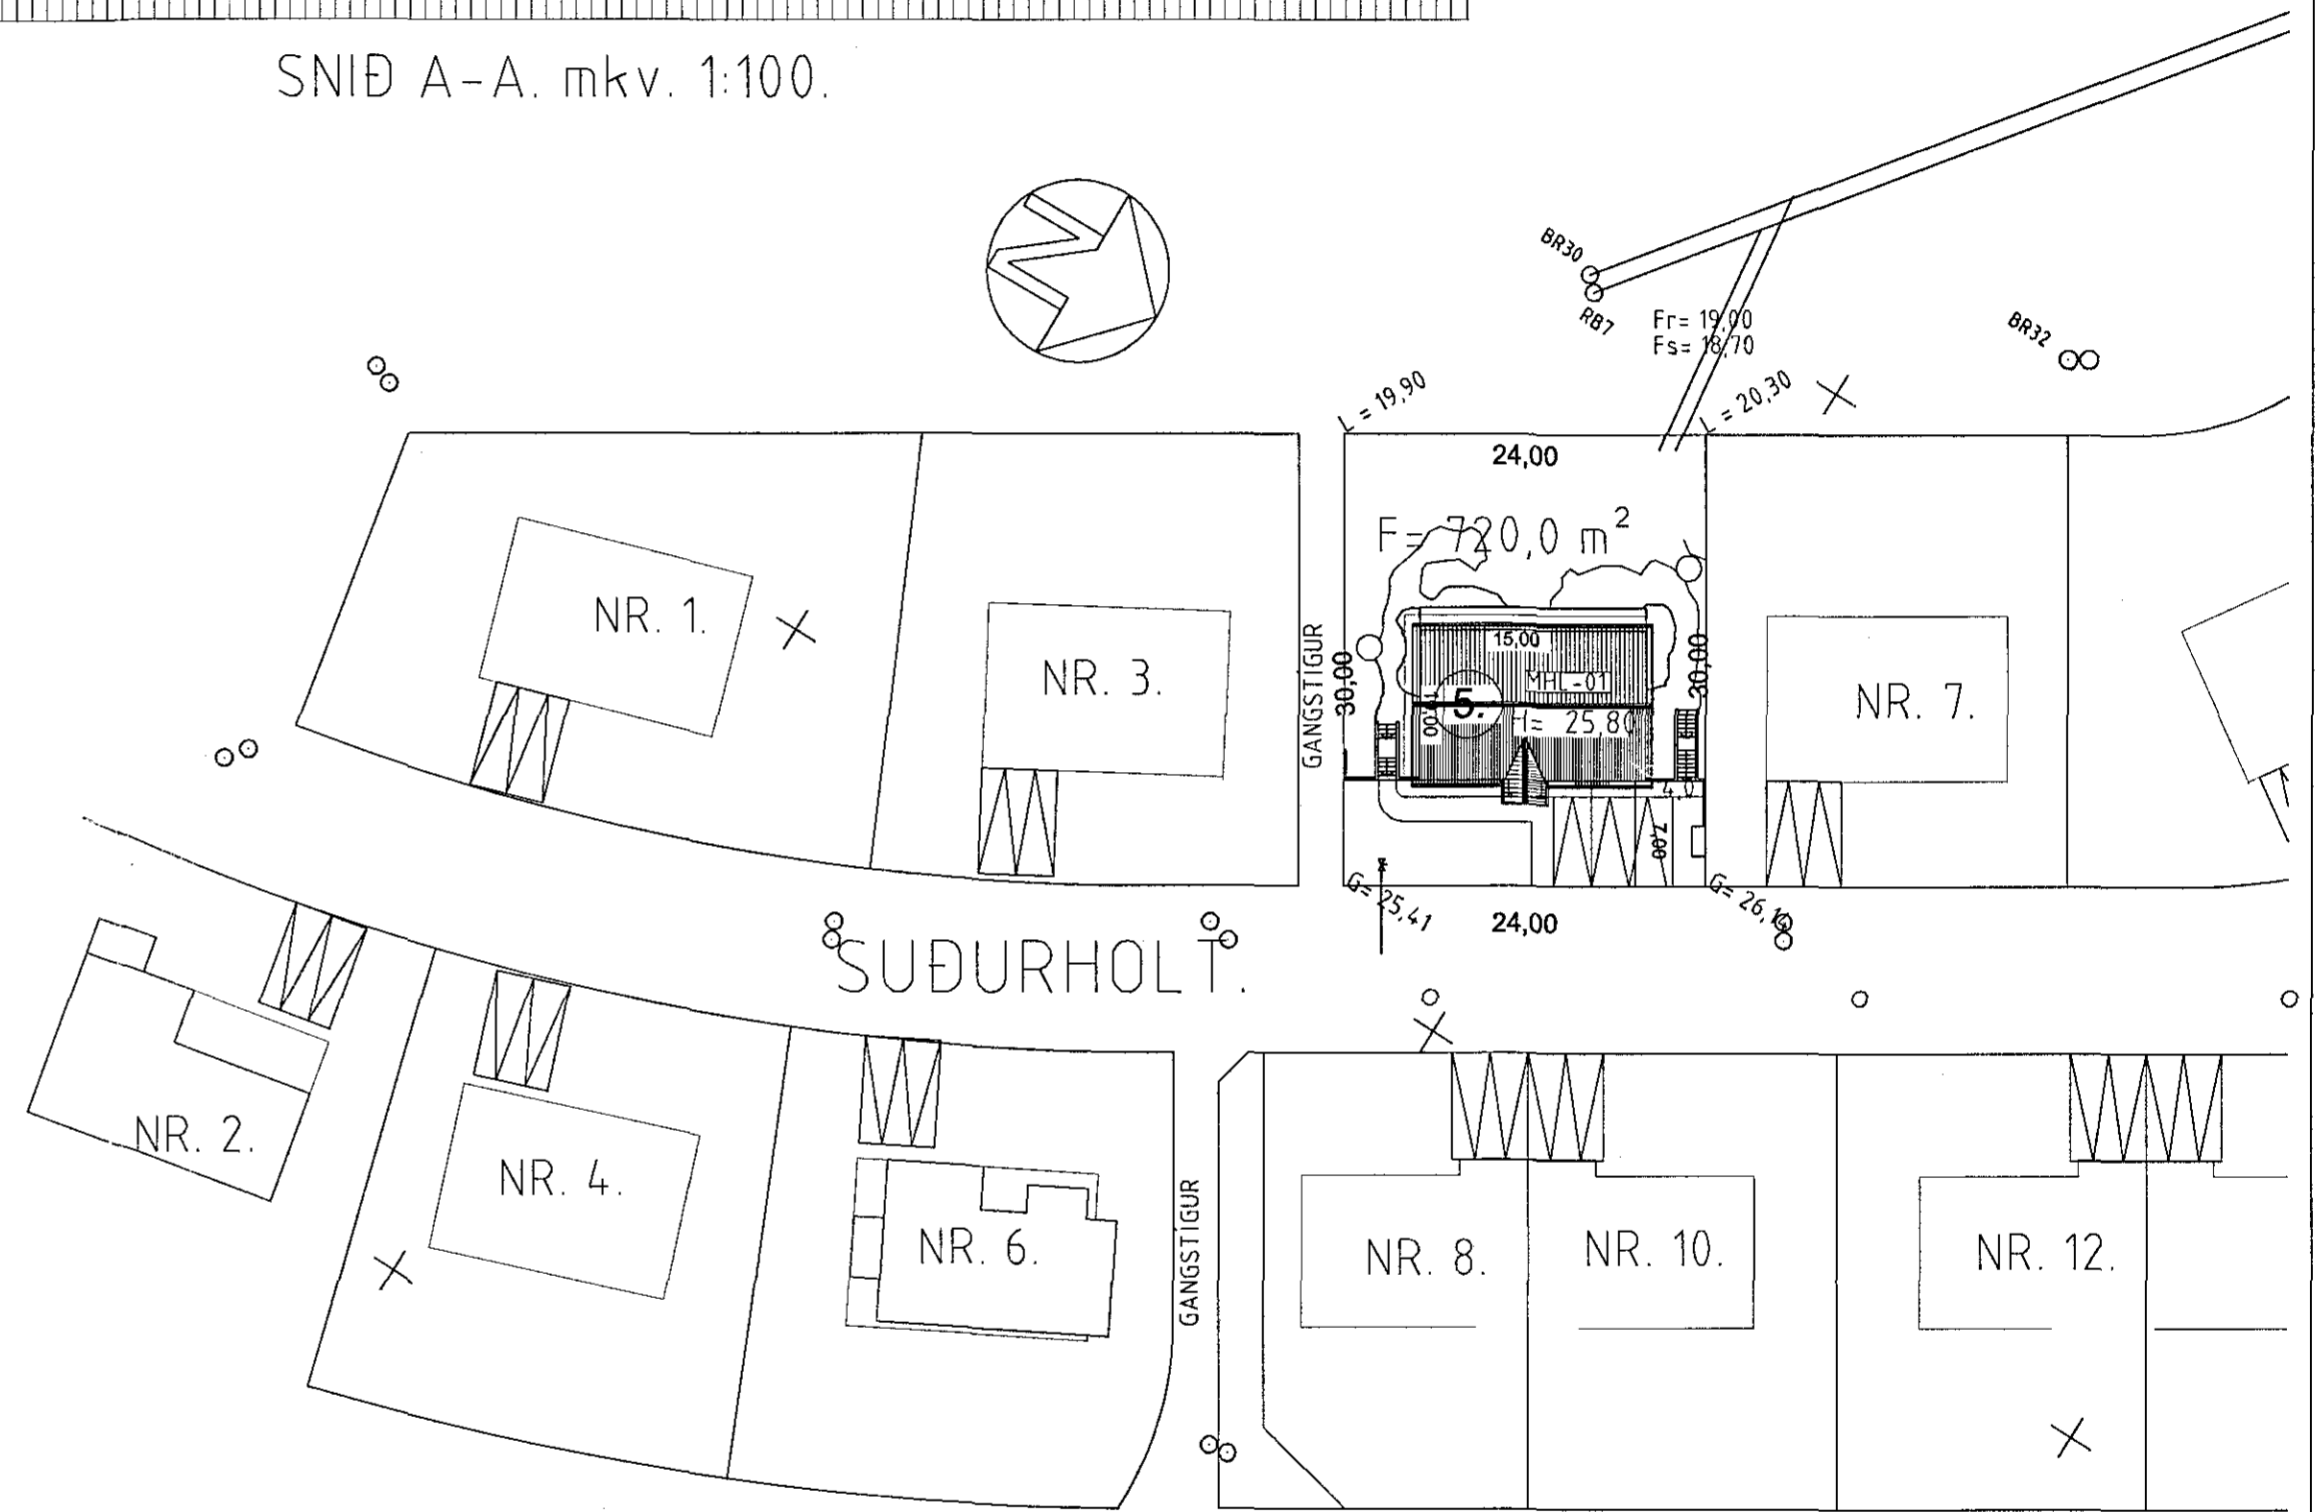 SNIÐ A-A. mkv. 1:100.
BR30
RB7
Fr= 19,00
Fs= 18,70
BR32
L = 19,90
L = 20,30
24,00
F= 720,0 m²
NR. 1.
NR. 3.
GANGSTIGUR
30,00
15,00
MHL-01
5.
H= 25,80
30,00
NR. 7.
4,0
7,00
G= 25,41
24,00
SUÐURHOLT.
NR. 2.
NR. 4.
NR. 6.
GANGSTIGUR
NR. 8.
NR. 10.
NR. 12.